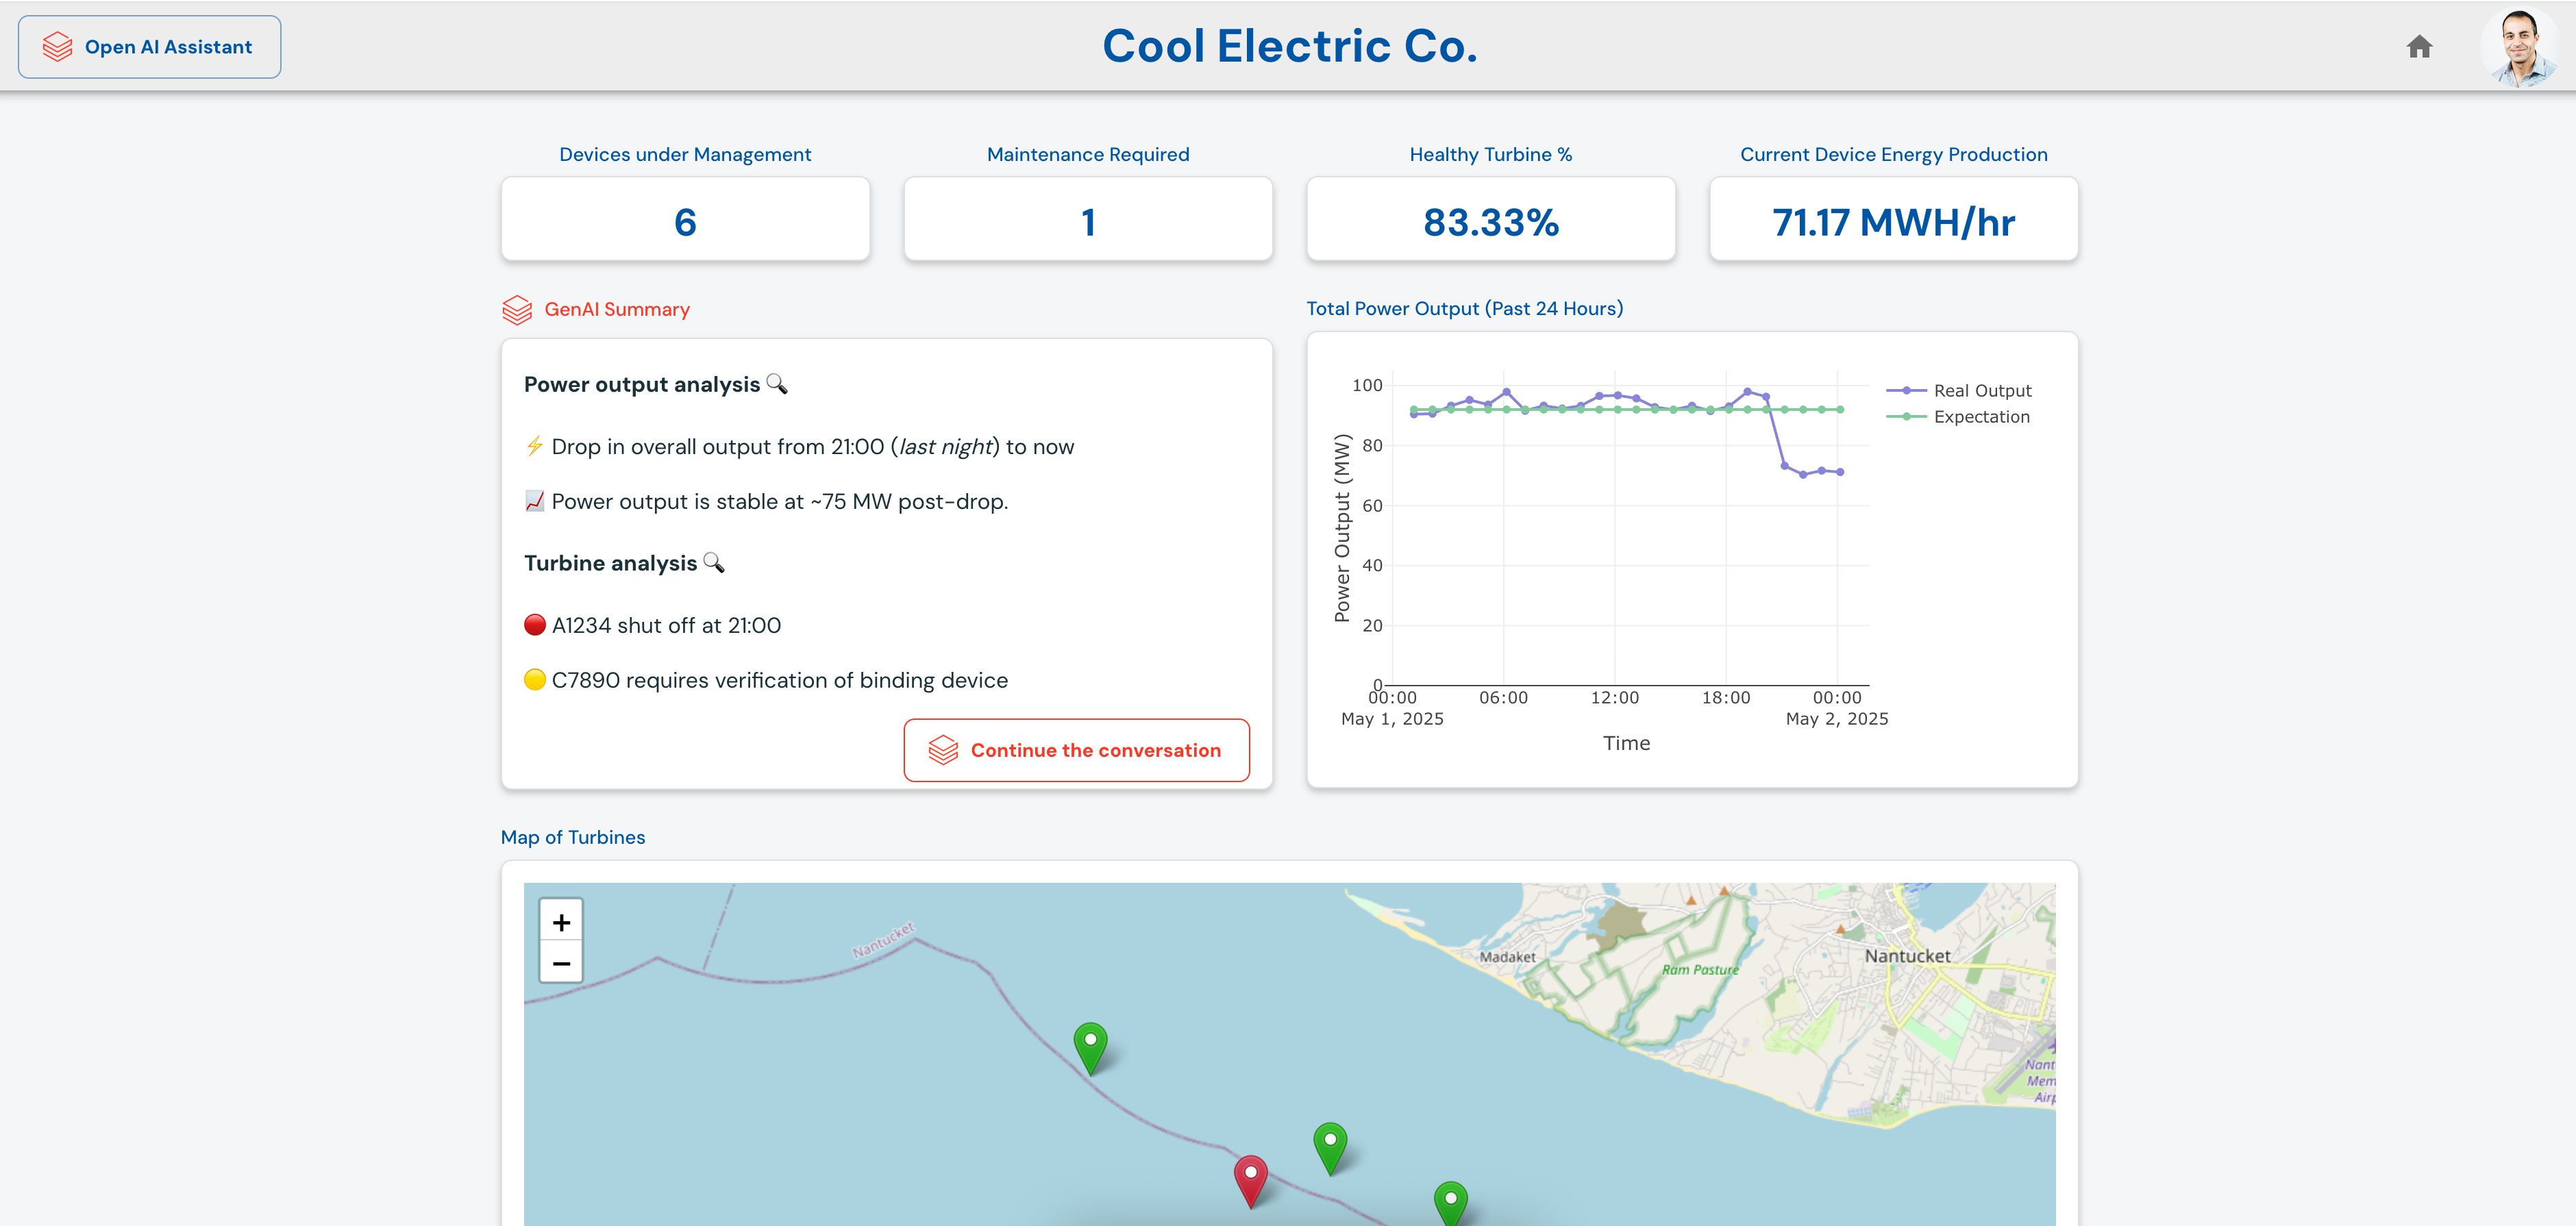 Open AI Assistant
Cool Electric Co.
Devices under Management
6
Maintenance Required
1
Healthy Turbine %
83.33%
Current Device Energy Production
71.17 MWH/hr
GenAI Summary
Power output analysis 🔍
⚡ Drop in overall output from 21:00 (last night) to now
📈 Power output is stable at ~75 MW post-drop.
Turbine analysis 🔍
🔴 A1234 shut off at 21:00
🟡 C7890 requires verification of binding device
Continue the conversation
Total Power Output (Past 24 Hours)
Power Output (MW)
100
80
60
40
20
0
00:00
May 1, 2025
06:00
12:00
18:00
00:00
May 2, 2025
Time
Real Output
Expectation
Map of Turbines
+
−
Nantucket
Madaket
Ram Pasture
Nantucket
Nant
Mem
Airp